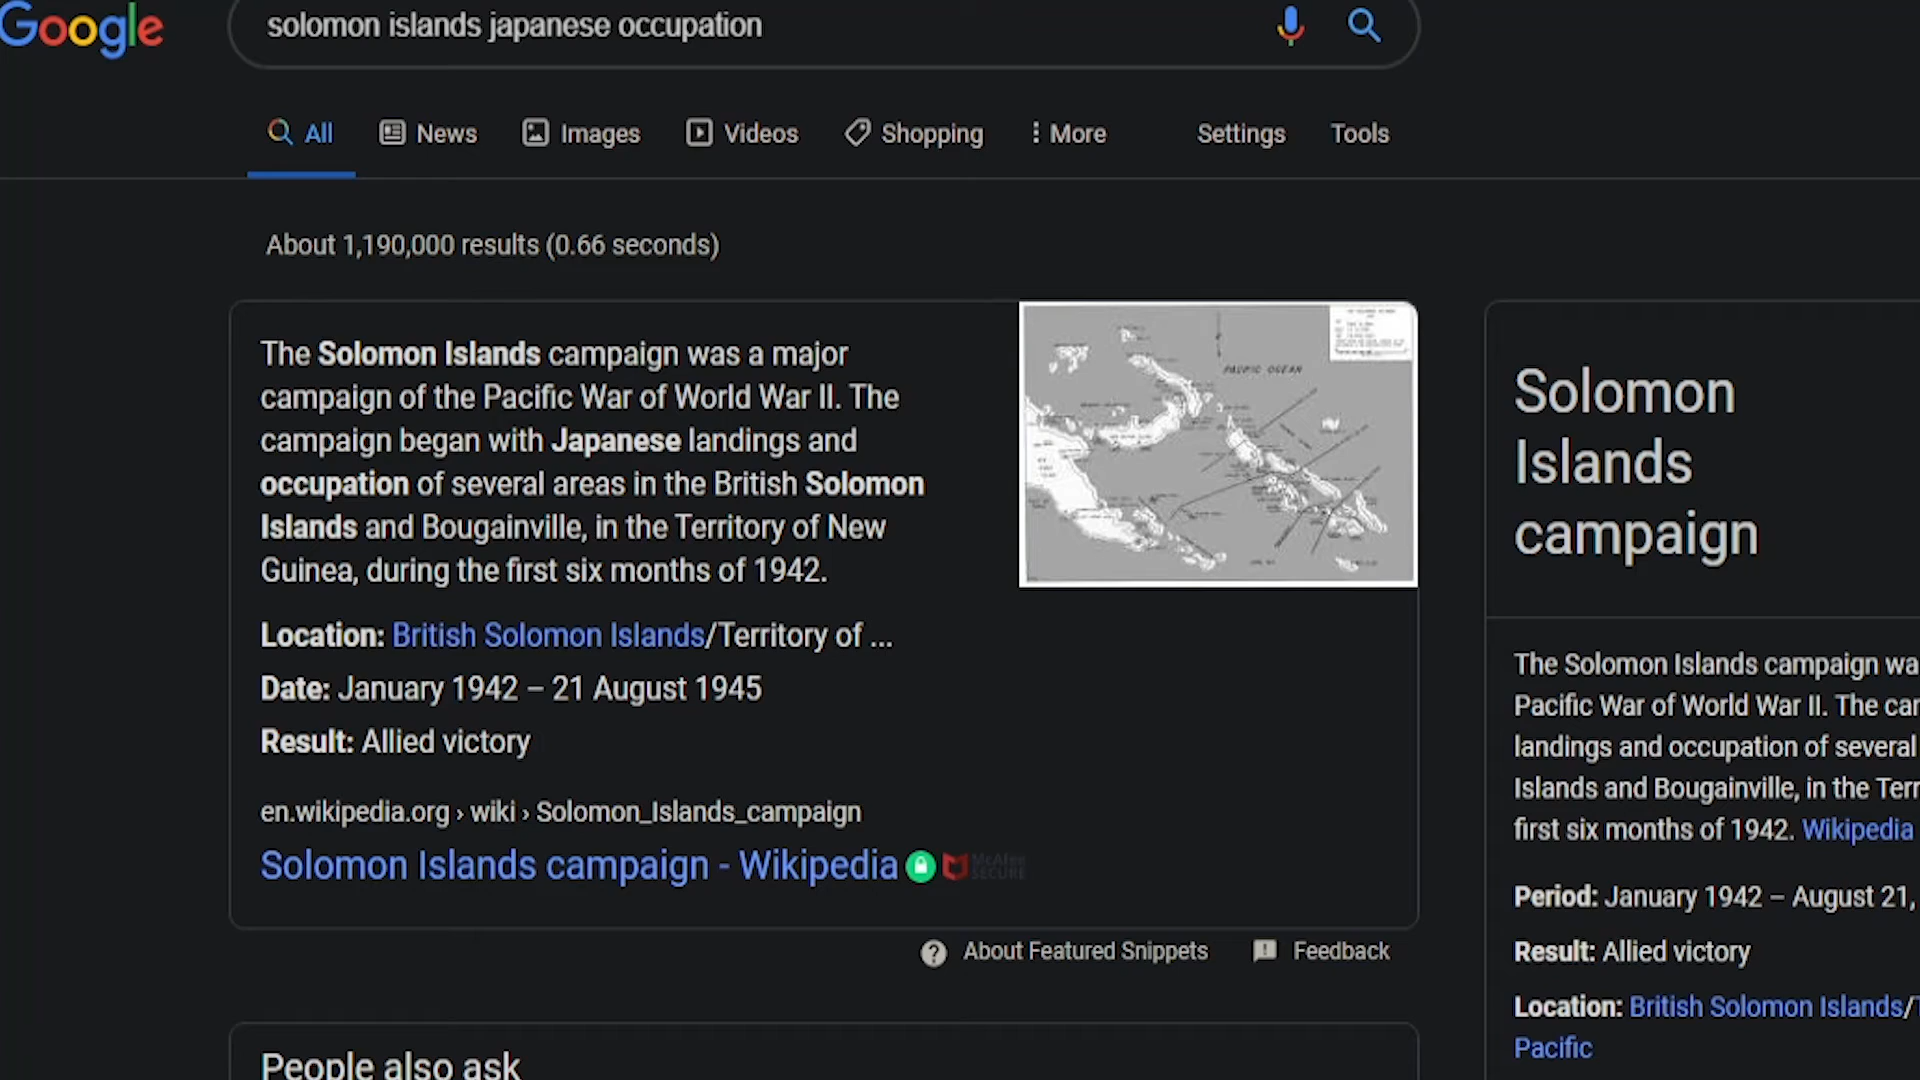 Google
solomon islands japanese occupation
All News Images Videos Shopping More Settings Tools
About 1,190,000 results (0.66 seconds)
The Solomon Islands campaign was a major
campaign of the Pacific War of World War II. The
campaign began with Japanese landings and
occupation of several areas in the British Solomon
Islands and Bougainville, in the Territory of New
Guinea, during the first six months of 1942.
Location: British Solomon Islands/Territory of ...
Date: January 1942 – 21 August 1945
Result: Allied victory
en.wikipedia.org › wiki › Solomon_Islands_campaign
Solomon Islands campaign - Wikipedia
McAfee
SECURE
PACIFIC OCEAN
About Featured Snippets Feedback
People also ask
Solomon
Islands
campaign
The Solomon Islands campaign wa
Pacific War of World War II. The car
landings and occupation of several
Islands and Bougainville, in the Terr
first six months of 1942. Wikipedia
Period: January 1942 – August 21,
Result: Allied victory
Location: British Solomon Islands/
Pacific